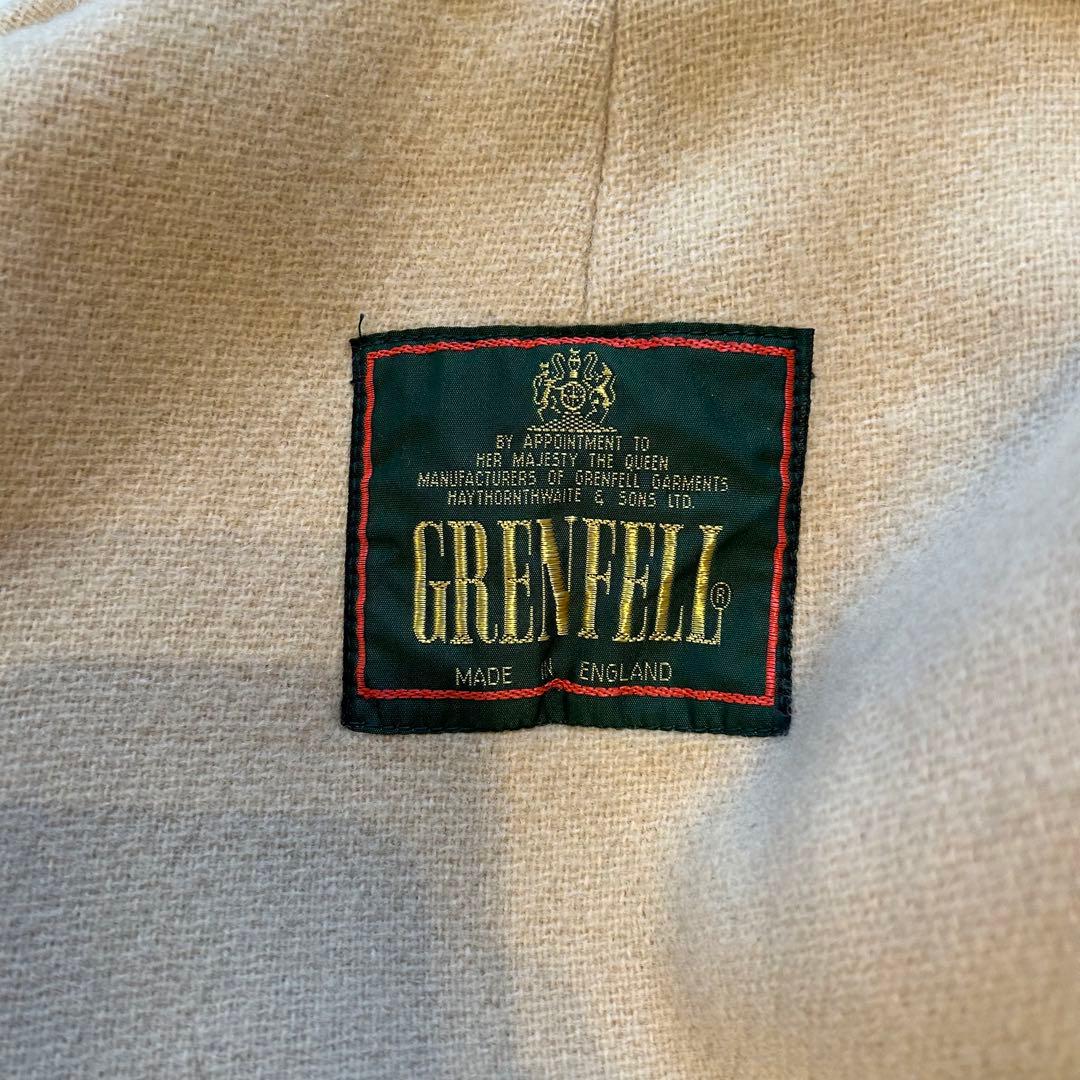 BY APPOINTMENT TO
HER MAJESTY THE QUEEN
MANUFACTURERS OF GRENFELL GARMENTS
HAYTHORNTHWAITE & SONS LTD.
GRENFELL®
MADE IN ENGLAND